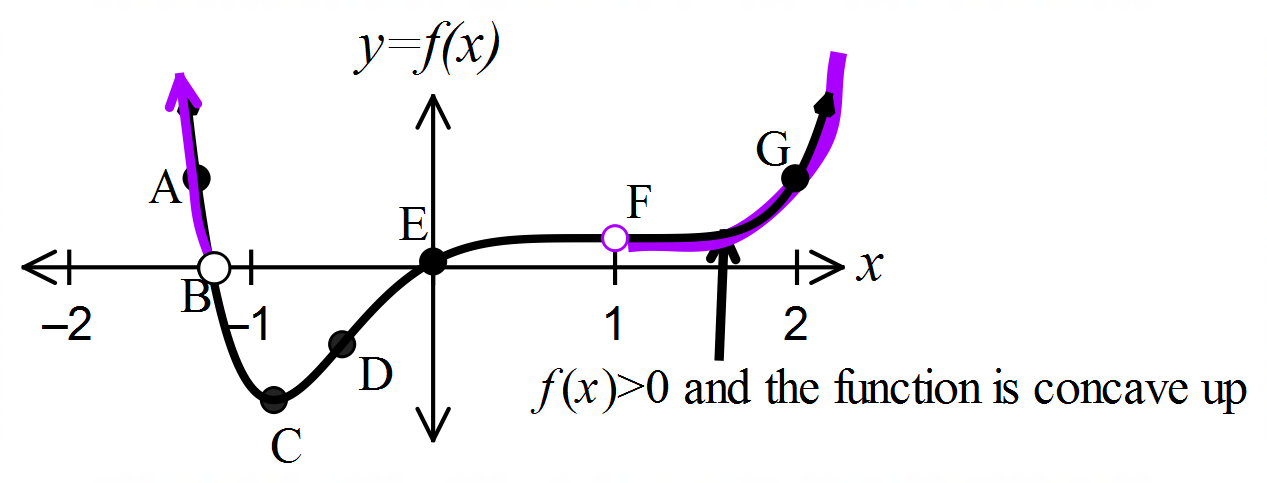 y=f(x)
G
A
F
E
x
B
–2
–1
1
2
D
f(x)>0 and the function is concave up
C